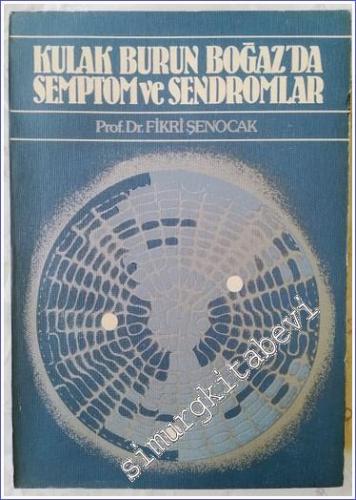 KULAK BURUN BOĞAZ'DA
SEMPTOM ve SENDROMLAR
Prof. Dr. FİKRİ ŞENOCAK
simurgkitabevi